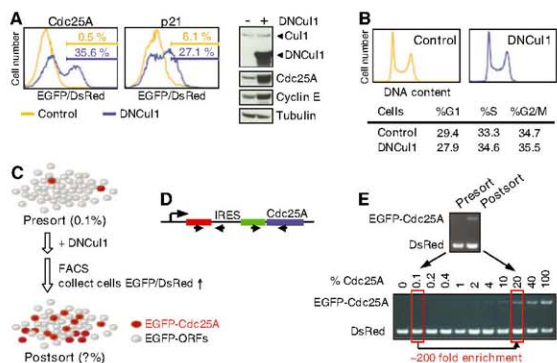 A
Cdc25A
p21
0.5 %
35.6 %
6.1 %
27.1 %
Cell number
EGFP/DsRed
EGFP/DsRed
Control
DNCul1
- + DNCul1
Cul1
DNCul1
Cdc25A
Cyclin E
Tubulin
B
Cell number
Control
DNCul1
DNA content
Cells %G1 %S %G2/M
Control 29.4 33.3 34.7
DNCul1 27.9 34.6 35.5
C
Presort (0.1%)
+ DNCul1
FACS
collect cells EGFP/DsRed ↑
Postsort (?%)
EGFP-Cdc25A
EGFP-ORFs
D
IRES Cdc25A
E
Presort
Postsort
EGFP-Cdc25A
DsRed
% Cdc25A 0 0.1 0.2 0.4 1 2 4 10 20 40 100
EGFP-Cdc25A
DsRed
~200 fold enrichment